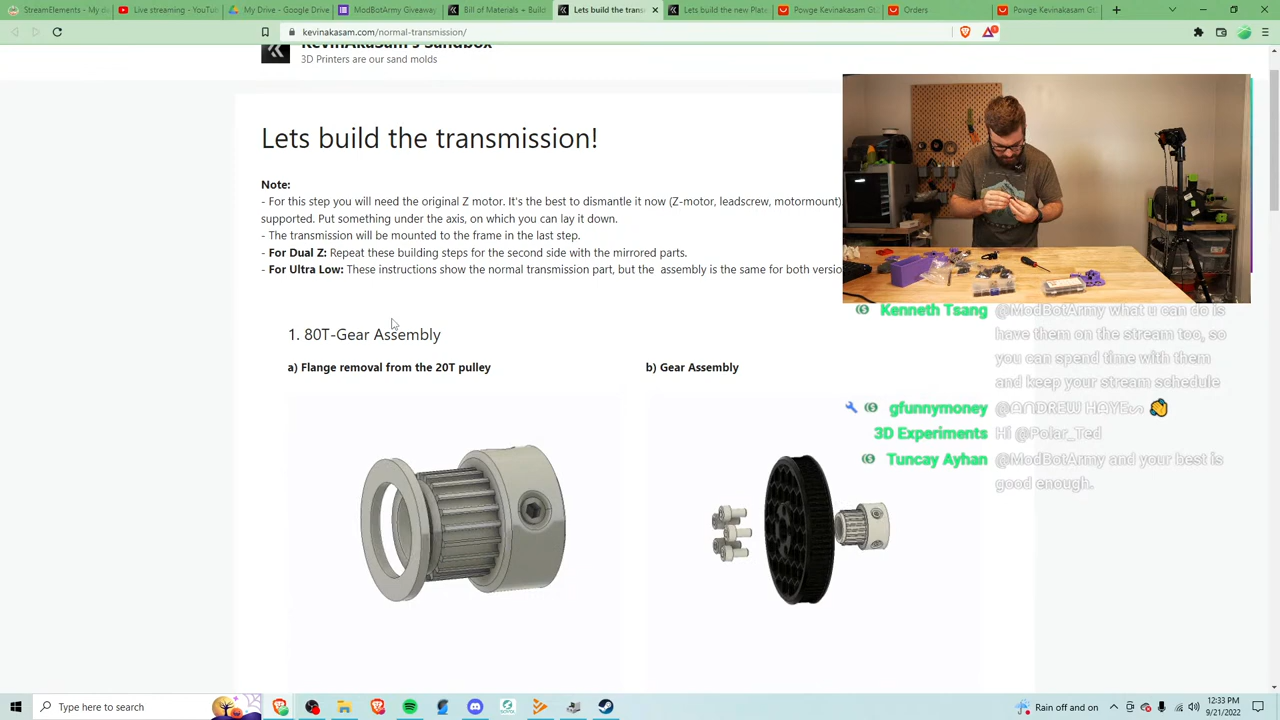 StreamElements - My da
Live streaming - YouTub
My Drive - Google Drive
ModBotArmy Giveaway
Bill of Materials + Build
Lets build the trans
Lets build the new Plate
Powge Kevinakasam Gt
Orders
Powge Kevinakasam Gt
kevinakasam.com/normal-transmission/
KevinAkaSam's Sandbox
3D Printers are our sand molds
Lets build the transmission!
Note:
- For this step you will need the original Z motor. It's the best to dismantle it now (Z-motor, leadscrew, motormount)
supported. Put something under the axis, on which you can lay it down.
- The transmission will be mounted to the frame in the last step.
- For Dual Z: Repeat these building steps for the second side with the mirrored parts.
- For Ultra Low: These instructions show the normal transmission part, but the assembly is the same for both versio
1. 80T-Gear Assembly
a) Flange removal from the 20T pulley
b) Gear Assembly
Kenneth Tsang @ModBotArmy what u can do is
have them on the stream too, so
you can spend time with them
and keep your stream schedule
gfunnymoney
3D Experiments Hi @Polar_Ted
Tuncay Ayhan @ModBotArmy and your best is
good enough.
Type here to search
Rain off and on
12:33 PM
9/21/2022